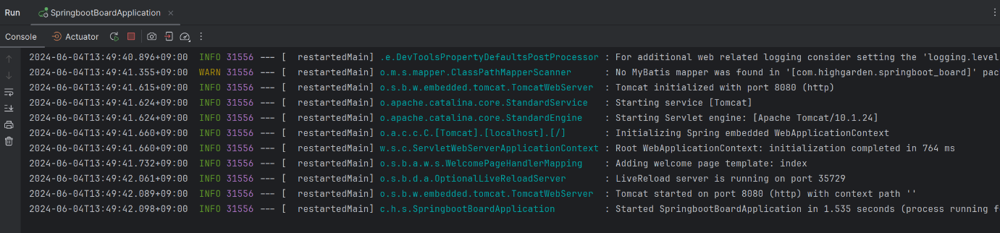 Run SpringbootBoardApplication ×
Console Actuator
2024-06-04T13:49:40.896+09:00  INFO 31556 --- [  restartedMain] .e.DevToolsPropertyDefaultsPostProcessor : For additional web related logging consider setting the 'logging.level
2024-06-04T13:49:41.355+09:00  WARN 31556 --- [  restartedMain] o.m.s.mapper.ClassPathMapperScanner      : No MyBatis mapper was found in '[com.highgarden.springboot_board]' pac
2024-06-04T13:49:41.615+09:00  INFO 31556 --- [  restartedMain] o.s.b.w.embedded.tomcat.TomcatWebServer  : Tomcat initialized with port 8080 (http)
2024-06-04T13:49:41.624+09:00  INFO 31556 --- [  restartedMain] o.apache.catalina.core.StandardService   : Starting service [Tomcat]
2024-06-04T13:49:41.624+09:00  INFO 31556 --- [  restartedMain] o.apache.catalina.core.StandardEngine    : Starting Servlet engine: [Apache Tomcat/10.1.24]
2024-06-04T13:49:41.660+09:00  INFO 31556 --- [  restartedMain] o.a.c.c.C.[Tomcat].[localhost].[/]       : Initializing Spring embedded WebApplicationContext
2024-06-04T13:49:41.660+09:00  INFO 31556 --- [  restartedMain] w.s.c.ServletWebServerApplicationContext : Root WebApplicationContext: initialization completed in 764 ms
2024-06-04T13:49:41.732+09:00  INFO 31556 --- [  restartedMain] o.s.b.a.w.s.WelcomePageHandlerMapping    : Adding welcome page template: index
2024-06-04T13:49:42.061+09:00  INFO 31556 --- [  restartedMain] o.s.b.d.a.OptionalLiveReloadServer       : LiveReload server is running on port 35729
2024-06-04T13:49:42.089+09:00  INFO 31556 --- [  restartedMain] o.s.b.w.embedded.tomcat.TomcatWebServer  : Tomcat started on port 8080 (http) with context path ''
2024-06-04T13:49:42.098+09:00  INFO 31556 --- [  restartedMain] c.h.s.SpringbootBoardApplication         : Started SpringbootBoardApplication in 1.535 seconds (process running f